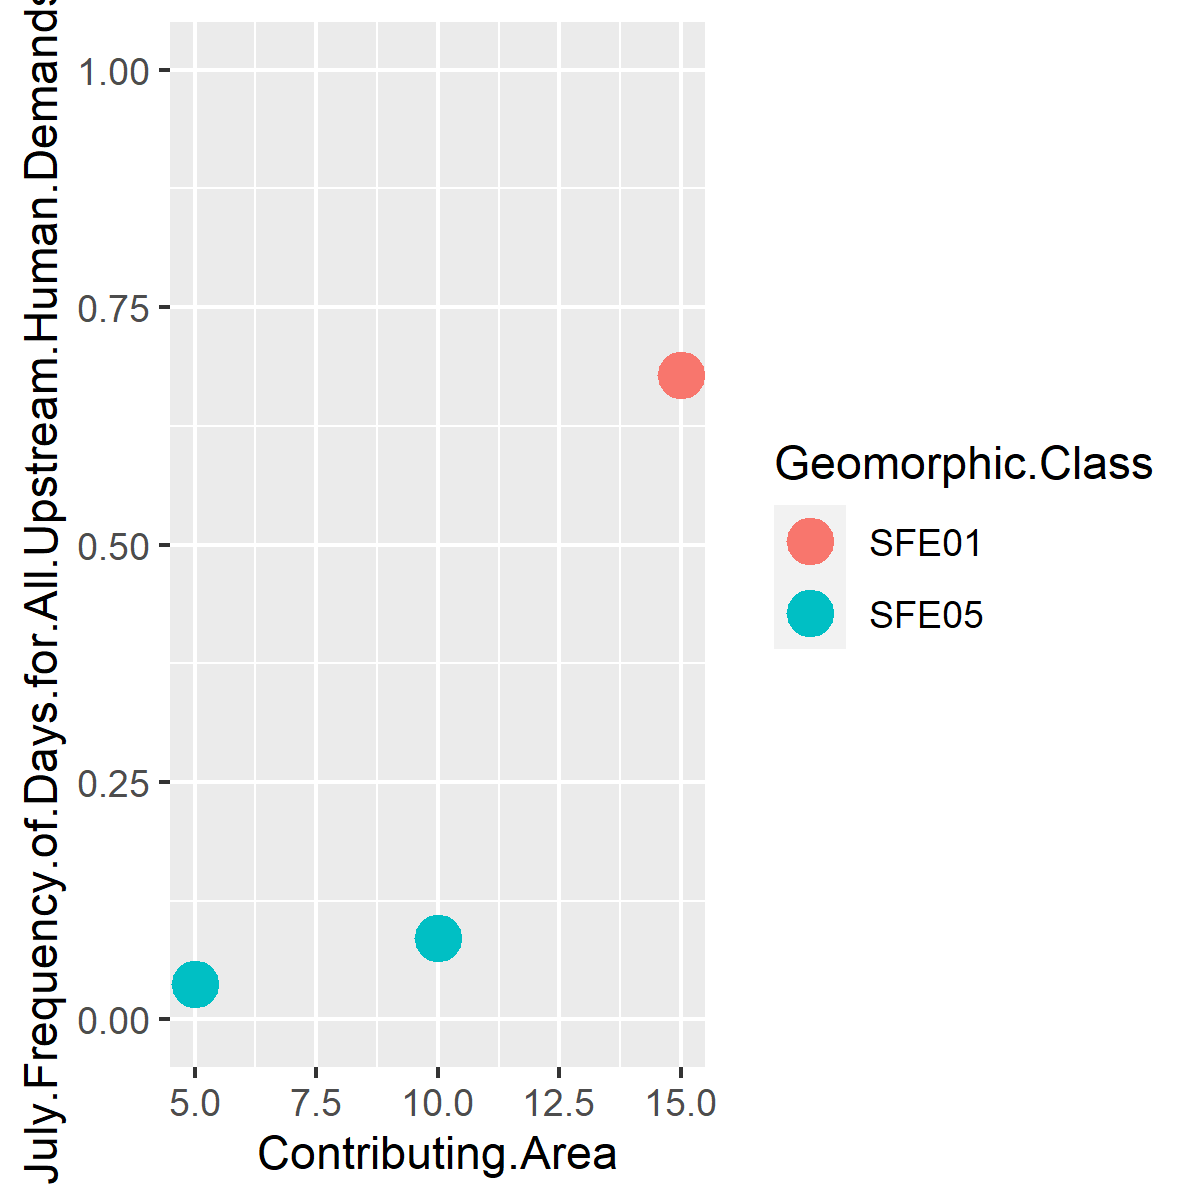 July.Frequency.of.Days.for.All.Upstream.Human.Demands
1.00
0.75
0.50
0.25
0.00
5.0 7.5 10.0 12.5 15.0
Contributing.Area
Geomorphic.Class
SFE01
SFE05